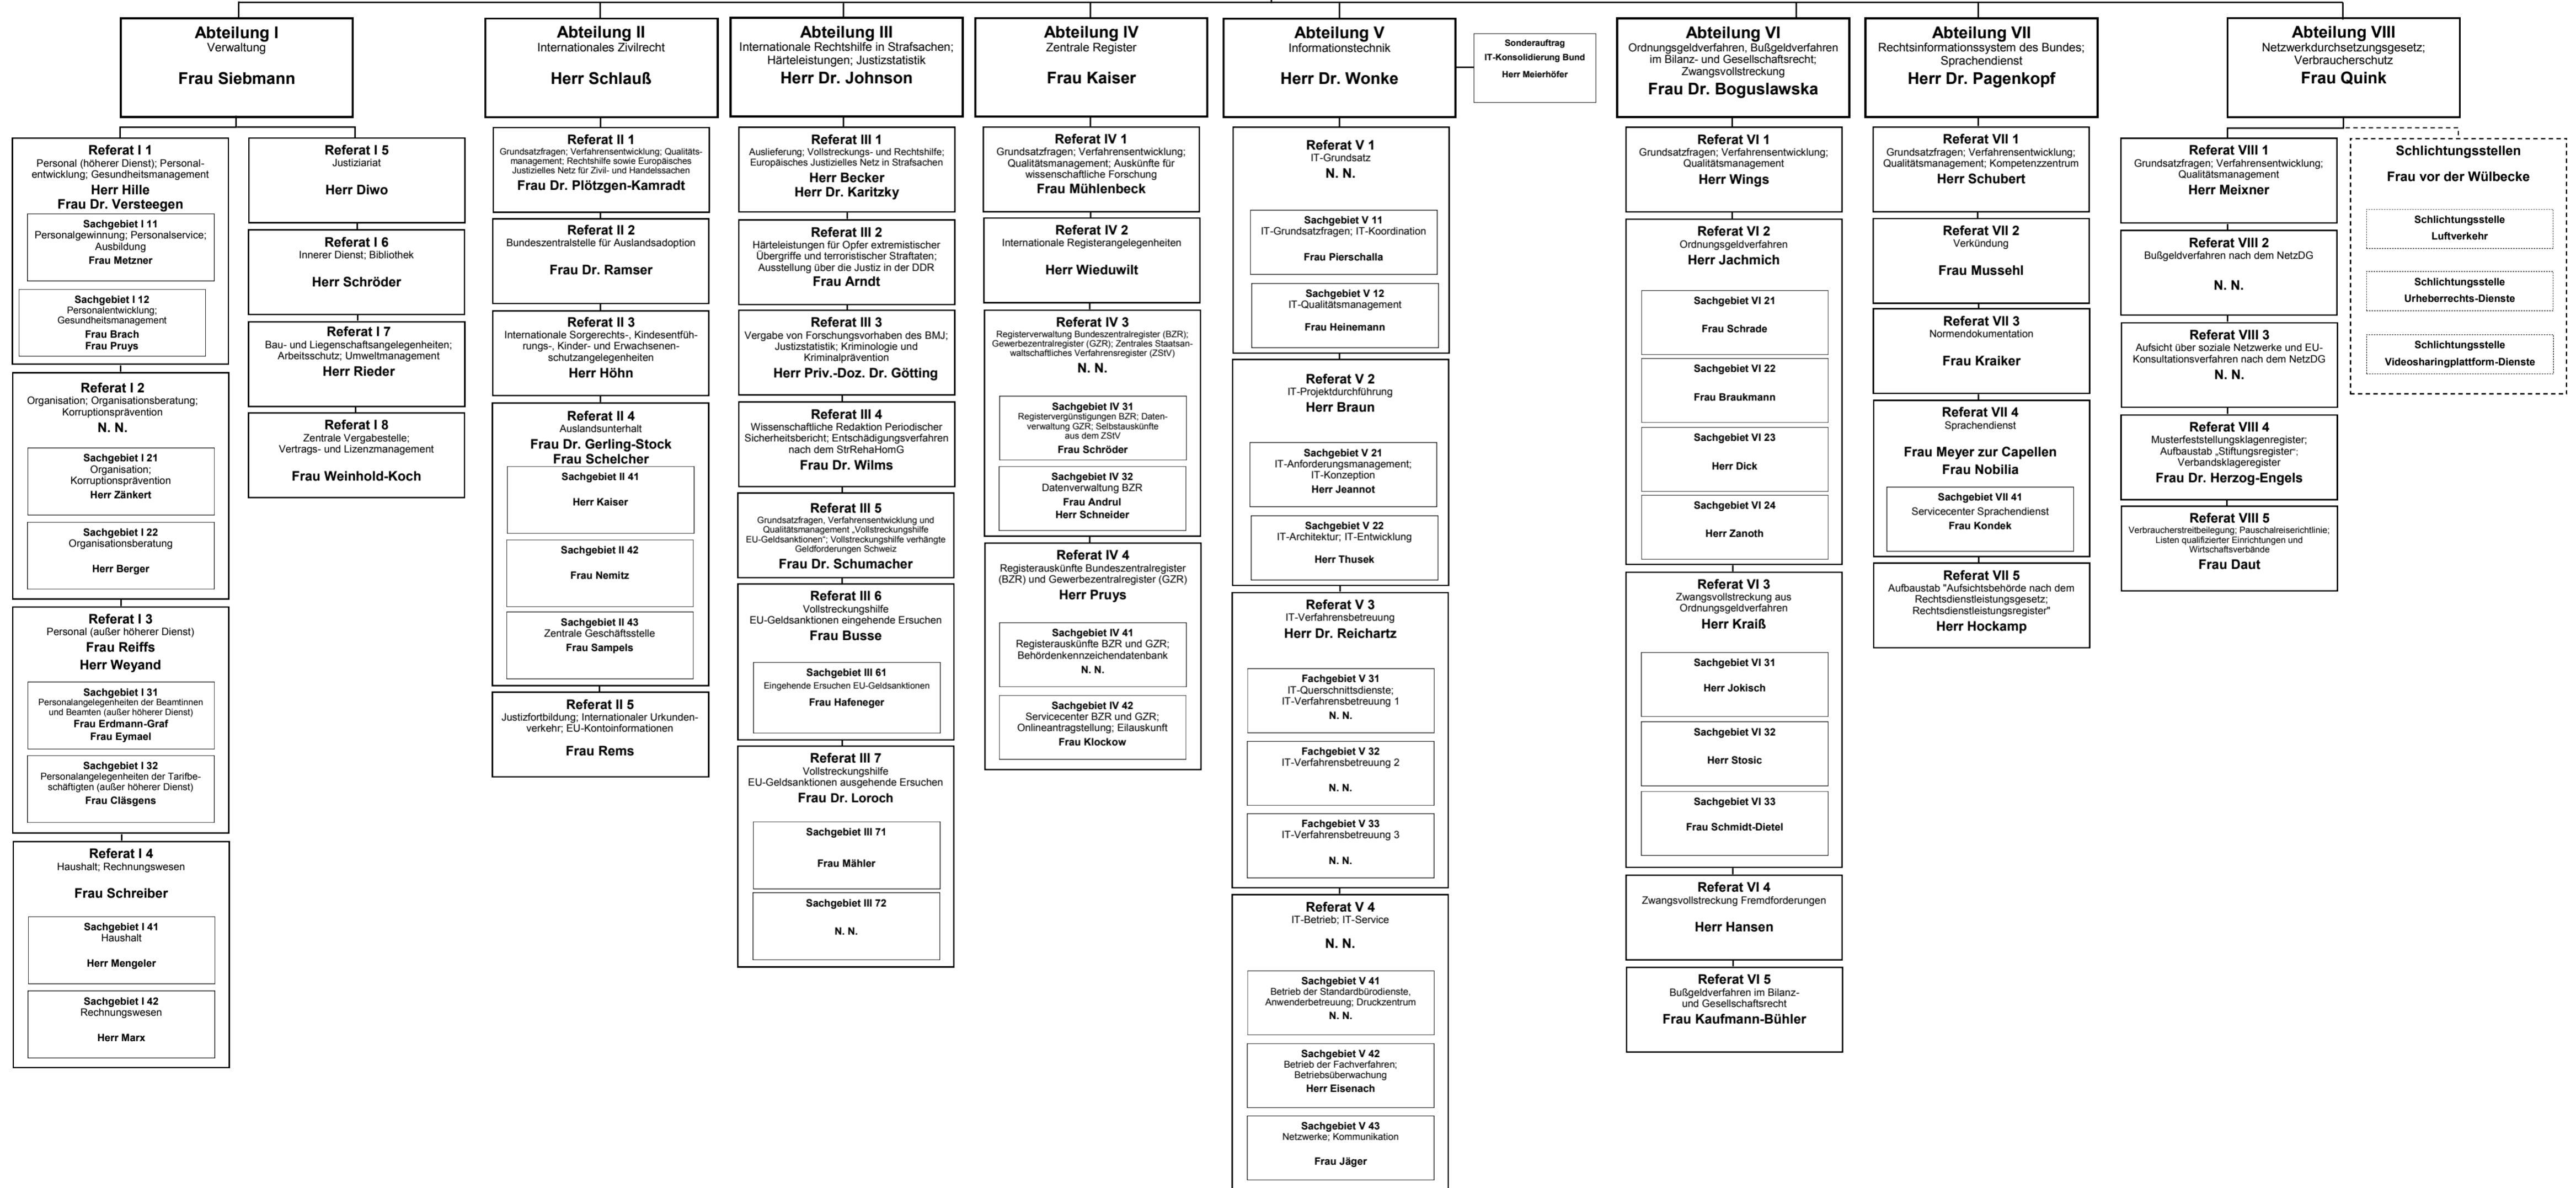 Abteilung I
Verwaltung
Frau Siebmann
Referat I 1
Personal (höherer Dienst); Personal-
entwicklung; Gesundheitsmanagement
Herr Hille
Frau Dr. Versteegen
Sachgebiet I 11
Personalgewinnung; Personalservice;
Ausbildung
Frau Metzner
Sachgebiet I 12
Personalentwicklung;
Gesundheitsmanagement
Frau Brach
Frau Pruys
Referat I 2
Organisation; Organisationsberatung;
Korruptionsprävention
N. N.
Sachgebiet I 21
Organisation;
Korruptionsprävention
Herr Zänkert
Sachgebiet I 22
Organisationsberatung
Herr Berger
Referat I 3
Personal (außer höherer Dienst)
Frau Reiffs
Herr Weyand
Sachgebiet I 31
Personalangelegenheiten der Beamtinnen
und Beamten (außer höherer Dienst)
Frau Erdmann-Graf
Frau Eymael
Sachgebiet I 32
Personalangelegenheiten der Tarifbe-
schäftigten (außer höherer Dienst)
Frau Cläsgens
Referat I 4
Haushalt; Rechnungswesen
Frau Schreiber
Sachgebiet I 41
Haushalt
Herr Mengeler
Sachgebiet I 42
Rechnungswesen
Herr Marx
Referat I 5
Justiziariat
Herr Diwo
Referat I 6
Innerer Dienst; Bibliothek
Herr Schröder
Referat I 7
Bau- und Liegenschaftsangelegenheiten;
Arbeitsschutz; Umweltmanagement
Herr Rieder
Referat I 8
Zentrale Vergabestelle;
Vertrags- und Lizenzmanagement
Frau Weinhold-Koch
Abteilung II
Internationales Zivilrecht
Herr Schlauß
Referat II 1
Grundsatzfragen; Verfahrensentwicklung; Qualitäts-
management; Rechtshilfe sowie Europäisches
Justizielles Netz für Zivil- und Handelssachen
Frau Dr. Plötzgen-Kamradt
Referat II 2
Bundeszentralstelle für Auslandsadoption
Frau Dr. Ramser
Referat II 3
Internationale Sorgerechts-, Kindesentfüh-
rungs-, Kinder- und Erwachsenen-
schutzangelegenheiten
Herr Höhn
Referat II 4
Auslandsunterhalt
Frau Dr. Gerling-Stock
Frau Schelcher
Sachgebiet II 41
Herr Kaiser
Sachgebiet II 42
Frau Nemitz
Sachgebiet II 43
Zentrale Geschäftsstelle
Frau Sampels
Referat II 5
Justizfortbildung; Internationaler Urkunden-
verkehr; EU-Kontoinformationen
Frau Rems
Abteilung III
Internationale Rechtshilfe in Strafsachen;
Härteleistungen; Justizstatistik
Herr Dr. Johnson
Referat III 1
Auslieferung; Vollstreckungs- und Rechtshilfe;
Europäisches Justizielles Netz in Strafsachen
Herr Becker
Herr Dr. Karitzky
Referat III 2
Härteleistungen für Opfer extremistischer
Übergriffe und terroristischer Straftaten;
Ausstellung über die Justiz in der DDR
Frau Arndt
Referat III 3
Vergabe von Forschungsvorhaben des BMJ;
Justizstatistik; Kriminologie und
Kriminalprävention
Herr Priv.-Doz. Dr. Götting
Referat III 4
Wissenschaftliche Redaktion Periodischer
Sicherheitsbericht; Entschädigungsverfahren
nach dem StrRehaHomG
Frau Dr. Wilms
Referat III 5
Grundsatzfragen, Verfahrensentwicklung und
Qualitätsmanagement „Vollstreckungshilfe
EU-Geldsanktionen“; Vollstreckungshilfe verhängte
Geldforderungen Schweiz
Frau Dr. Schumacher
Referat III 6
Vollstreckungshilfe
EU-Geldsanktionen eingehende Ersuchen
Frau Busse
Sachgebiet III 61
Eingehende Ersuchen EU-Geldsanktionen
Frau Hafeneger
Referat III 7
Vollstreckungshilfe
EU-Geldsanktionen ausgehende Ersuchen
Frau Dr. Loroch
Sachgebiet III 71
Frau Mähler
Sachgebiet III 72
N. N.
Abteilung IV
Zentrale Register
Frau Kaiser
Referat IV 1
Grundsatzfragen; Verfahrensentwicklung;
Qualitätsmanagement; Auskünfte für
wissenschaftliche Forschung
Frau Mühlenbeck
Referat IV 2
Internationale Registerangelegenheiten
Herr Wieduwilt
Referat IV 3
Registerverwaltung Bundeszentralregister (BZR);
Gewerbezentralregister (GZR); Zentrales Staatsan-
waltschaftliches Verfahrensregister (ZStV)
N. N.
Sachgebiet IV 31
Registervergünstigungen BZR; Daten-
verwaltung GZR; Selbstauskünfte
aus dem ZStV
Frau Schröder
Sachgebiet IV 32
Datenverwaltung BZR
Frau Andrul
Herr Schneider
Referat IV 4
Registerauskünfte Bundeszentralregister
(BZR) und Gewerbezentralregister (GZR)
Herr Pruys
Sachgebiet IV 41
Registerauskünfte BZR und GZR;
Behördenkennzeichendatenbank
N. N.
Sachgebiet IV 42
Servicecenter BZR und GZR;
Onlineantragstellung; Eilauskunft
Frau Klockow
Abteilung V
Informationstechnik
Herr Dr. Wonke
Sonderauftrag
IT-Konsolidierung Bund
Herr Meierhöfer
Referat V 1
IT-Grundsatz
N. N.
Sachgebiet V 11
IT-Grundsatzfragen; IT-Koordination
Frau Pierschalla
Sachgebiet V 12
IT-Qualitätsmanagement
Frau Heinemann
Referat V 2
IT-Projektdurchführung
Herr Braun
Sachgebiet V 21
IT-Anforderungsmanagement;
IT-Konzeption
Herr Jeannot
Sachgebiet V 22
IT-Architektur; IT-Entwicklung
Herr Thusek
Referat V 3
IT-Verfahrensbetreuung
Herr Dr. Reichartz
Fachgebiet V 31
IT-Querschnittsdienste;
IT-Verfahrensbetreuung 1
N. N.
Fachgebiet V 32
IT-Verfahrensbetreuung 2
N. N.
Fachgebiet V 33
IT-Verfahrensbetreuung 3
N. N.
Referat V 4
IT-Betrieb; IT-Service
N. N.
Sachgebiet V 41
Betrieb der Standardbürodienste,
Anwenderbetreuung; Druckzentrum
N. N.
Sachgebiet V 42
Betrieb der Fachverfahren;
Betriebsüberwachung
Herr Eisenach
Sachgebiet V 43
Netzwerke; Kommunikation
Frau Jäger
Abteilung VI
Ordnungsgeldverfahren, Bußgeldverfahren
im Bilanz- und Gesellschaftsrecht;
Zwangsvollstreckung
Frau Dr. Boguslawska
Referat VI 1
Grundsatzfragen; Verfahrensentwicklung;
Qualitätsmanagement
Herr Wings
Referat VI 2
Ordnungsgeldverfahren
Herr Jachmich
Sachgebiet VI 21
Frau Schrade
Sachgebiet VI 22
Frau Braukmann
Sachgebiet VI 23
Herr Dick
Sachgebiet VI 24
Herr Zanoth
Referat VI 3
Zwangsvollstreckung aus
Ordnungsgeldverfahren
Herr Kraiß
Sachgebiet VI 31
Herr Jokisch
Sachgebiet VI 32
Herr Stosic
Sachgebiet VI 33
Frau Schmidt-Dietel
Referat VI 4
Zwangsvollstreckung Fremdforderungen
Herr Hansen
Referat VI 5
Bußgeldverfahren im Bilanz-
und Gesellschaftsrecht
Frau Kaufmann-Bühler
Abteilung VII
Rechtsinformationssystem des Bundes;
Sprachendienst
Herr Dr. Pagenkopf
Referat VII 1
Grundsatzfragen; Verfahrensentwicklung;
Qualitätsmanagement; Kompetenzzentrum
Herr Schubert
Referat VII 2
Verkündung
Frau Mussehl
Referat VII 3
Normendokumentation
Frau Kraiker
Referat VII 4
Sprachendienst
Frau Meyer zur Capellen
Frau Nobilia
Sachgebiet VII 41
Servicecenter Sprachendienst
Frau Kondek
Referat VII 5
Aufbaustab "Aufsichtsbehörde nach dem
Rechtsdienstleistungsgesetz;
Rechtsdienstleistungsregister"
Herr Hockamp
Abteilung VIII
Netzwerkdurchsetzungsgesetz;
Verbraucherschutz
Frau Quink
Referat VIII 1
Grundsatzfragen; Verfahrensentwicklung;
Qualitätsmanagement
Herr Meixner
Referat VIII 2
Bußgeldverfahren nach dem NetzDG
N. N.
Referat VIII 3
Aufsicht über soziale Netzwerke und EU-
Konsultationsverfahren nach dem NetzDG
N. N.
Referat VIII 4
Musterfeststellungsklagenregister;
Aufbaustab „Stiftungsregister“;
Verbandsklageregister
Frau Dr. Herzog-Engels
Referat VIII 5
Verbraucherstreitbeilegung; Pauschalreiserichtlinie;
Listen qualifizierter Einrichtungen und
Wirtschaftsverbände
Frau Daut
Schlichtungsstellen
Frau vor der Wülbecke
Schlichtungsstelle
Luftverkehr
Schlichtungsstelle
Urheberrechts-Dienste
Schlichtungsstelle
Videosharingplattform-Dienste